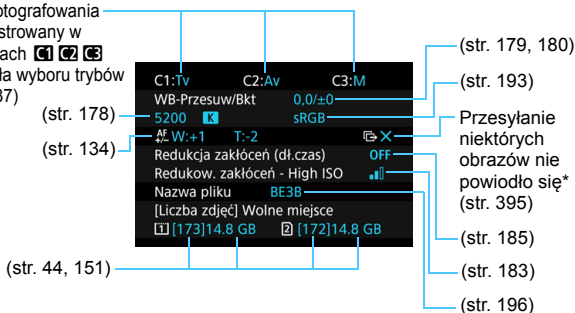 otografowania
strowany w
ach C1 C2 C3
ła wyboru trybów
37)
(str. 178)
(str. 134)
(str. 44, 151)
C1:Tv C2:Av C3:M
WB-Przesuw/Bkt 0,0/±0
5200 K sRGB
AF +/- W:+1 T:-2
Redukcja zakłóceń (dł.czas) OFF
Redukow. zakłóceń - High ISO
Nazwa pliku BE3B
[Liczba zdjęć] Wolne miejsce
1 [173]14.8 GB 2 [172]14.8 GB
(str. 179, 180)
(str. 193)
Przesyłanie
niektórych
obrazów nie
powiodło się*
(str. 395)
(str. 185)
(str. 183)
(str. 196)